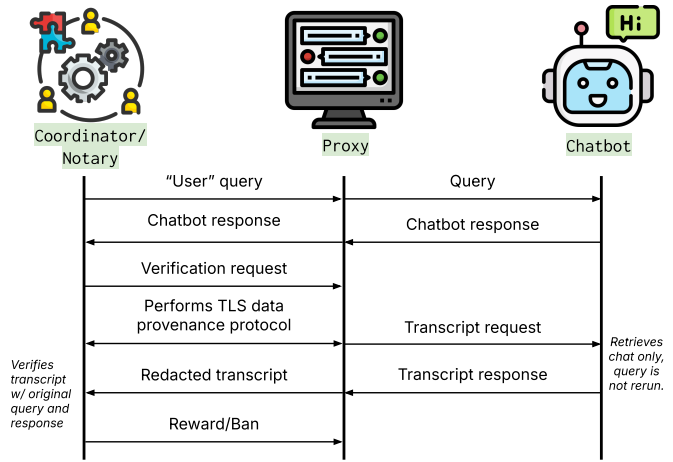 Hi
Coordinator/
Notary
Proxy
Chatbot
“User” query
Query
Chatbot response
Chatbot response
Verification request
Performs TLS data
provenance protocol
Transcript request
Retrieves
chat only,
query is
not rerun.
Verifies
transcript
w/ original
query and
response
Redacted transcript
Transcript response
Reward/Ban